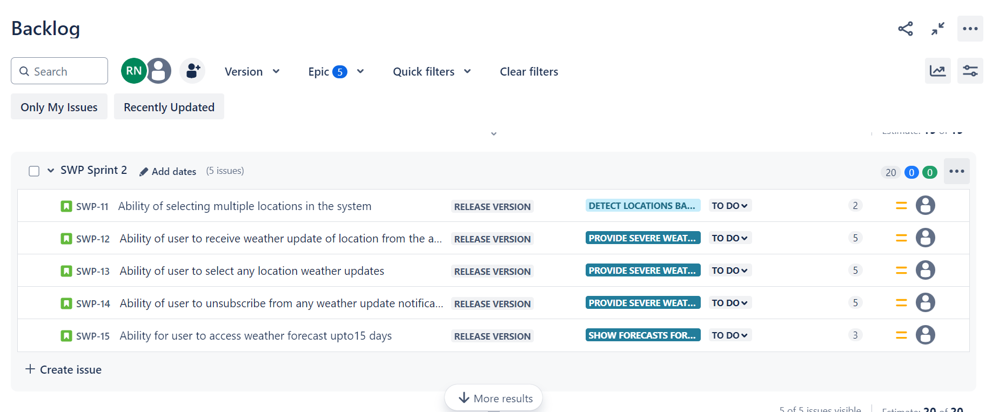 Backlog
Search
RN
Version
Epic 5
Quick filters
Clear filters
Only My Issues
Recently Updated
Estimate: of
SWP Sprint 2 Add dates (5 issues) 20 0 0
SWP-11 Ability of selecting multiple locations in the system RELEASE VERSION DETECT LOCATIONS BA... TO DO 2
SWP-12 Ability of user to receive weather update of location from the a... RELEASE VERSION PROVIDE SEVERE WEAT... TO DO 5
SWP-13 Ability of user to select any location weather updates RELEASE VERSION PROVIDE SEVERE WEAT... TO DO 5
SWP-14 Ability of user to unsubscribe from any weather update notifica... RELEASE VERSION PROVIDE SEVERE WEAT... TO DO 5
SWP-15 Ability for user to access weather forecast upto15 days RELEASE VERSION SHOW FORECASTS FOR... TO DO 3
+ Create issue
More results
5 of 5 issues visible Estimate: 20 of 20